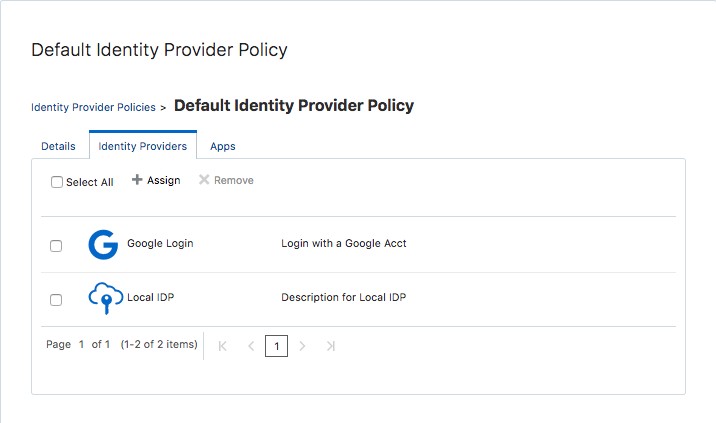 Default Identity Provider Policy
Identity Provider Policies > Default Identity Provider Policy
Details Identity Providers Apps
Select All Assign Remove
Google Login Login with a Google Acct
Local IDP Description for Local IDP
Page 1 of 1 (1-2 of 2 items) 1